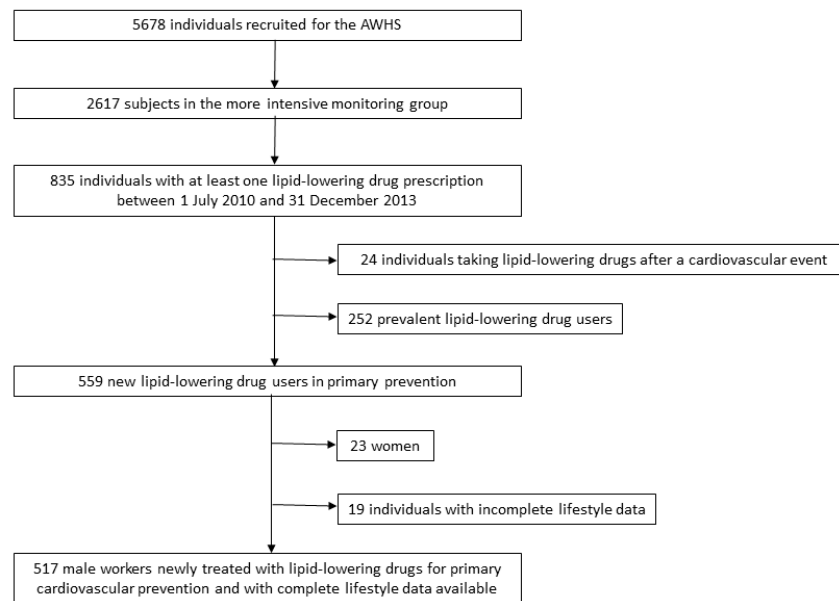 5678 individuals recruited for the AWHS
2617 subjects in the more intensive monitoring group
835 individuals with at least one lipid-lowering drug prescription
between 1 July 2010 and 31 December 2013
24 individuals taking lipid-lowering drugs after a cardiovascular event
252 prevalent lipid-lowering drug users
559 new lipid-lowering drug users in primary prevention
23 women
19 individuals with incomplete lifestyle data
517 male workers newly treated with lipid-lowering drugs for primary
cardiovascular prevention and with complete lifestyle data available